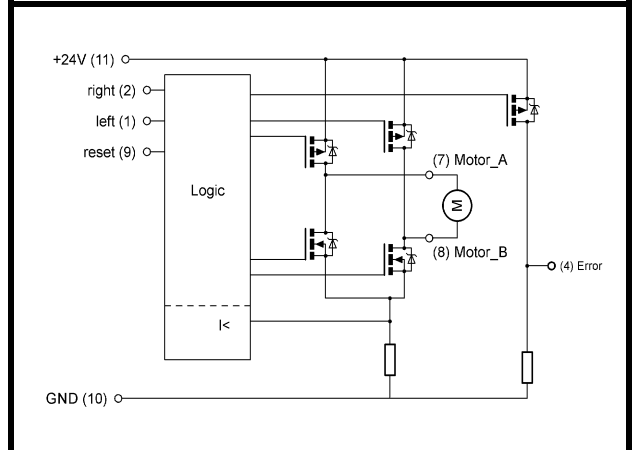 +24V (11)
right (2)
left (1)
reset (9)
(7) Motor_A
Logic
M
(8) Motor_B
(4) Error
I<
GND (10)